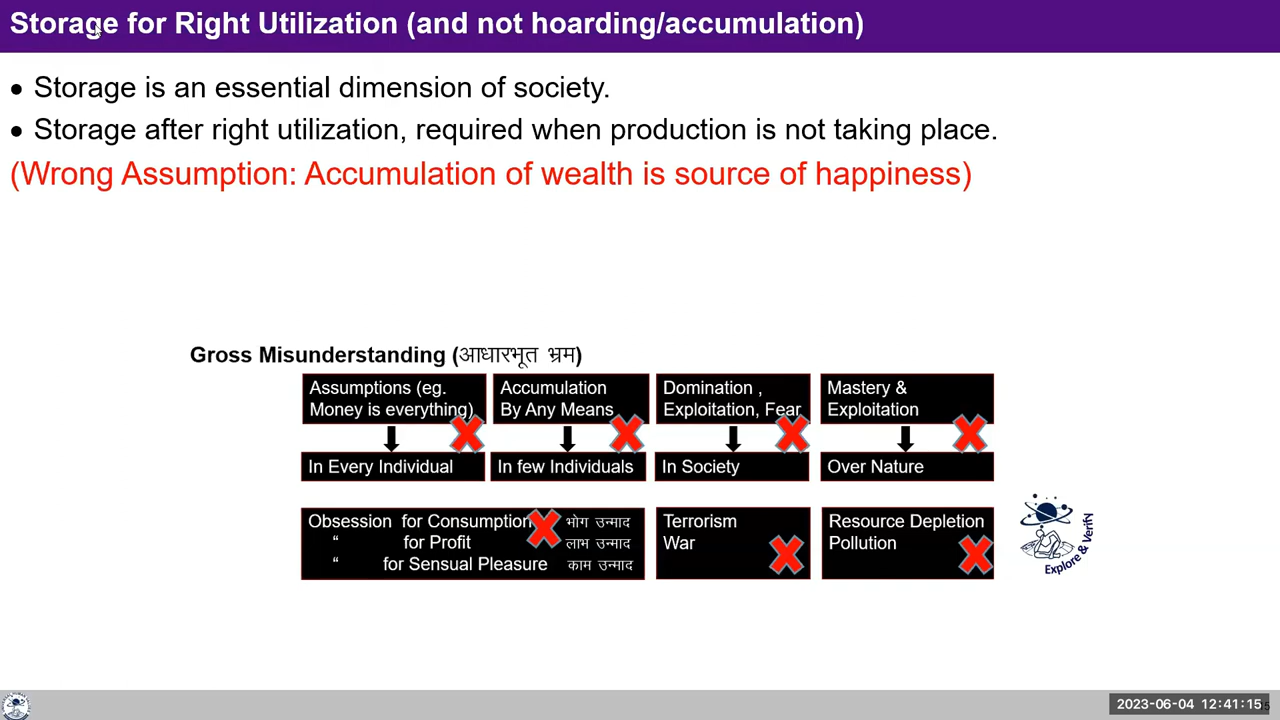 Storage for Right Utilization (and not hoarding/accumulation)
• Storage is an essential dimension of society.
• Storage after right utilization, required when production is not taking place.
(Wrong Assumption: Accumulation of wealth is source of happiness)
Gross Misunderstanding (आधारभूत भ्रम)
Assumptions (eg.
Money is everything)
In Every Individual
Accumulation
By Any Means
In few Individuals
Domination ,
Exploitation, Fear
In Society
Mastery &
Exploitation
Over Nature
Obsession for Consumption भोग उन्माद
“ for Profit लाभ उन्माद
“ for Sensual Pleasure काम उन्माद
Terrorism
War
Resource Depletion
Pollution
Explore & Verify
2023-06-04 12:41:15